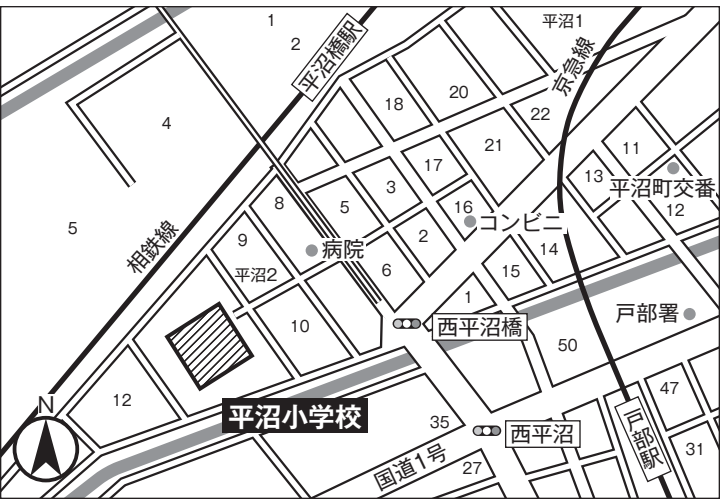 1
2
平沼橋駅
平沼1
京急線
4
18
20
22
21
11
17
13
平沼町交番
12
3
16
コンビニ
8
5
5
9
病院
2
14
相鉄線
平沼2
6
15
1
戸部署
10
西平沼橋
50
12
N
平沼小学校
35
西平沼
47
戸部駅
国道1号
27
31